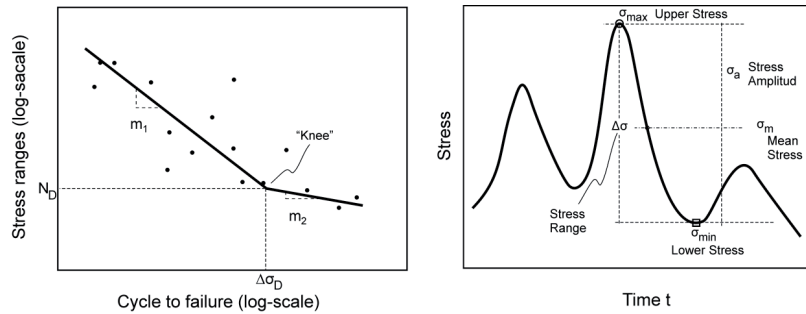 Stress ranges (log-sacale)
m1
"Knee"
ND
m2
ΔσD
Cycle to failure (log-scale)
Stress
σmax Upper Stress
σa Stress
Amplitud
Δσ
σm
Mean
Stress
Stress
Range
σmin
Lower Stress
Time t